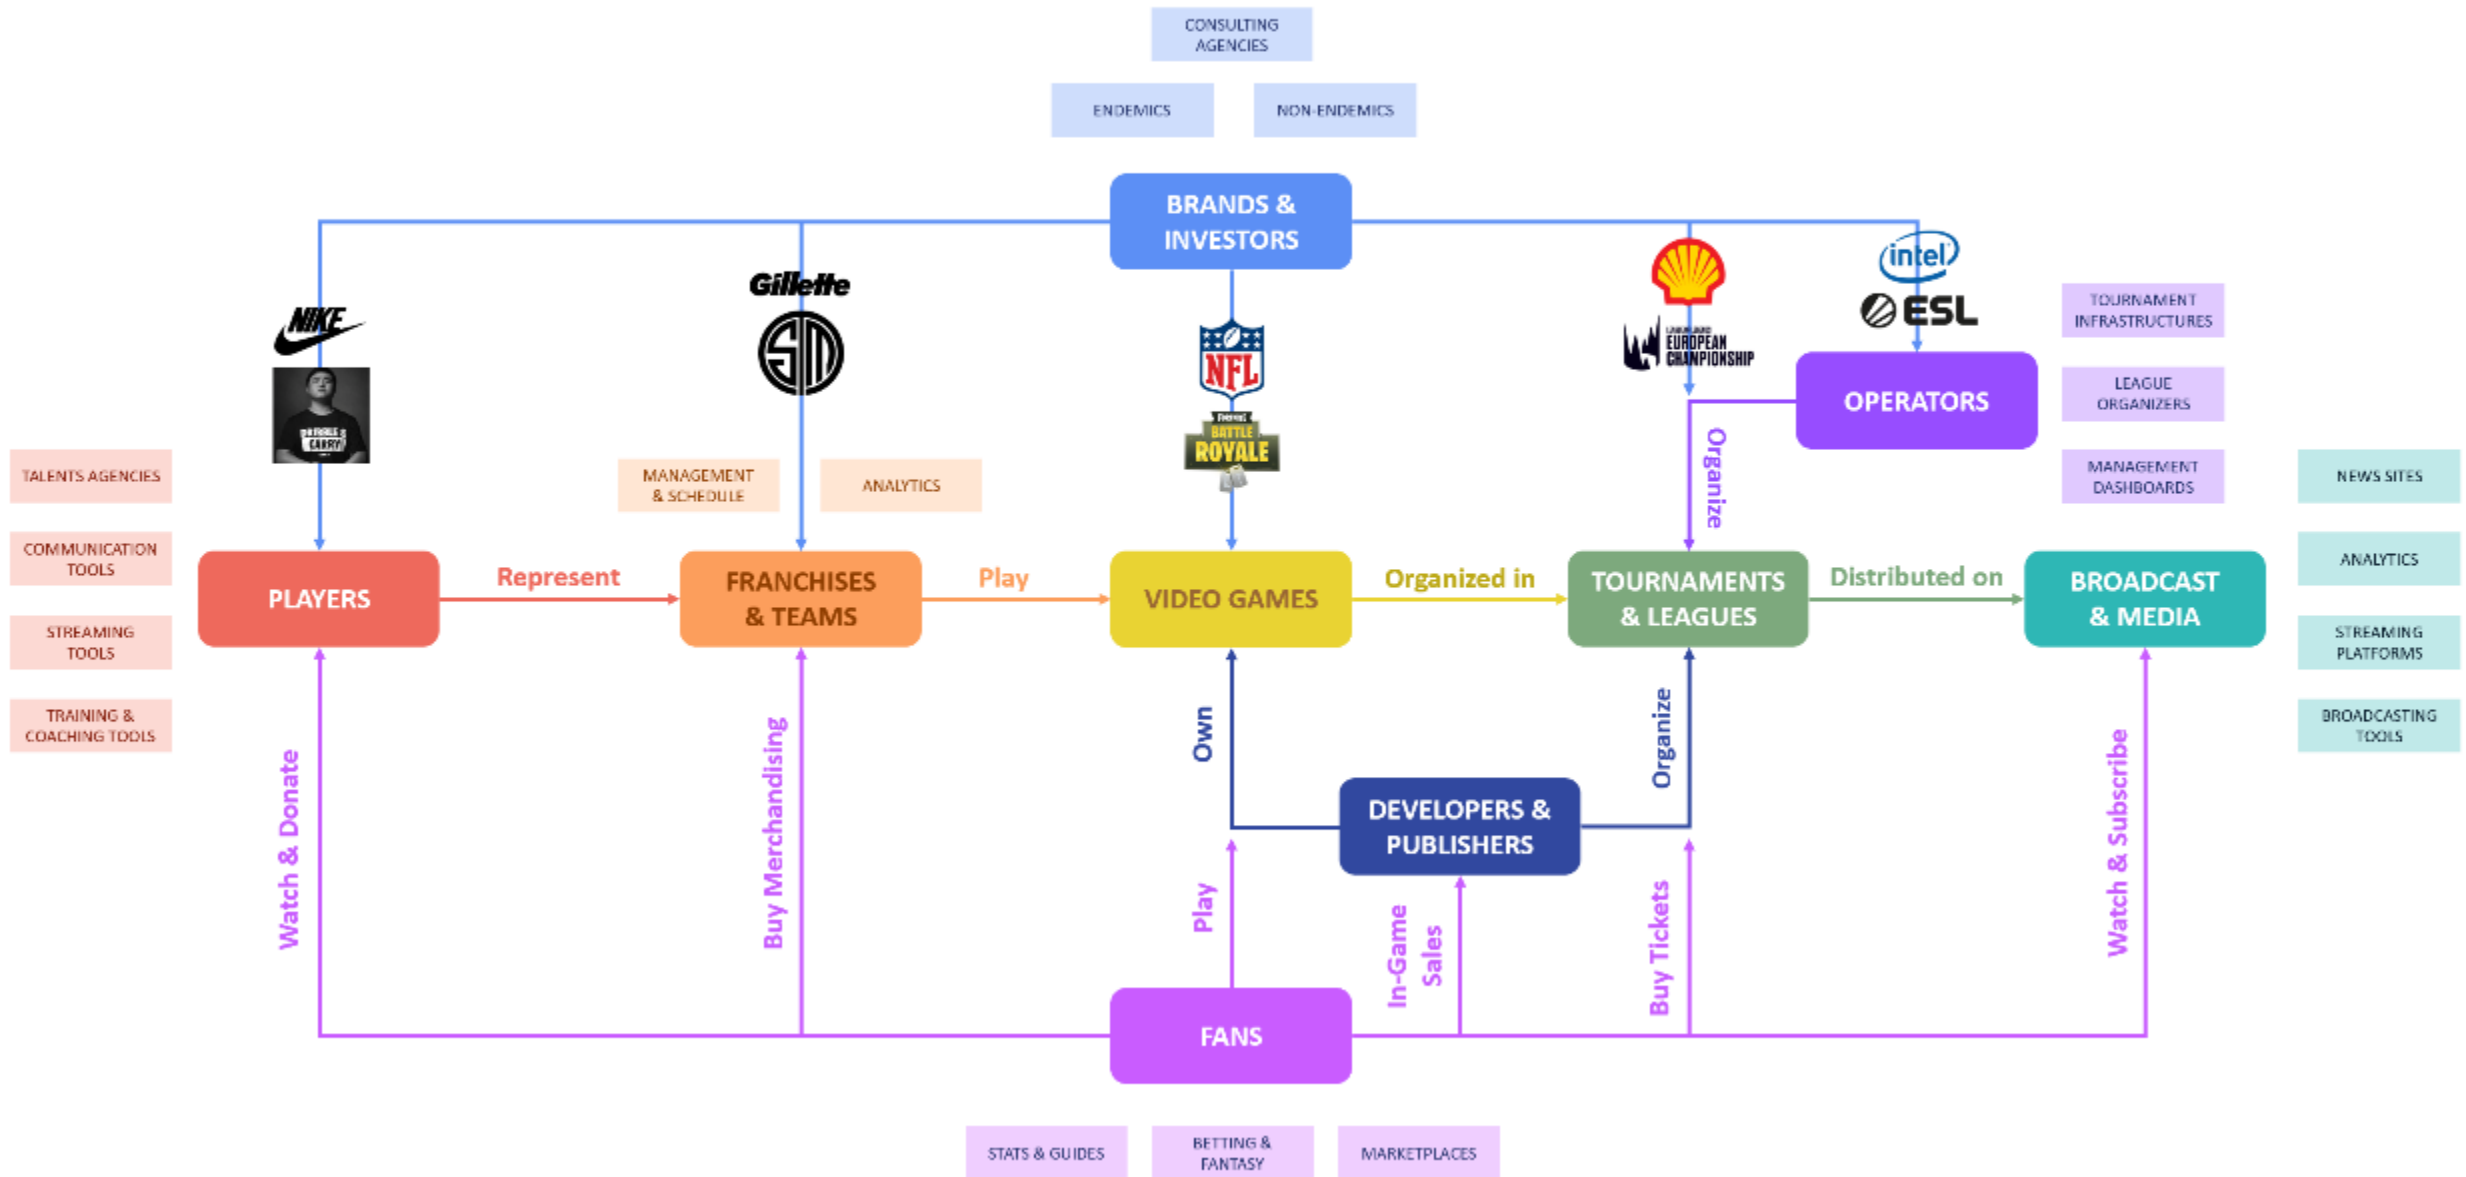 CONSULTING
AGENCIES
ENDEMICS
NON-ENDEMICS
BRANDS &
INVESTORS
NIKE
Gillette
NFL
BATTLE
ROYALE
EUROPEAN
CHAMPIONSHIP
intel
ESL
TOURNAMENT
INFRASTRUCTURES
LEAGUE
ORGANIZERS
MANAGEMENT
DASHBOARDS
OPERATORS
Organize
TALENTS AGENCIES
COMMUNICATION
TOOLS
STREAMING
TOOLS
TRAINING &
COACHING TOOLS
MANAGEMENT
& SCHEDULE
ANALYTICS
NEWS SITES
ANALYTICS
STREAMING
PLATFORMS
BROADCASTING
TOOLS
PLAYERS
Represent
FRANCHISES
& TEAMS
Play
VIDEO GAMES
Organized in
TOURNAMENTS
& LEAGUES
Distributed on
BROADCAST
& MEDIA
Own
Organize
DEVELOPERS &
PUBLISHERS
Watch & Donate
Buy Merchandising
Play
In-Game
Sales
Buy Tickets
Watch & Subscribe
FANS
STATS & GUIDES
BETTING &
FANTASY
MARKETPLACES